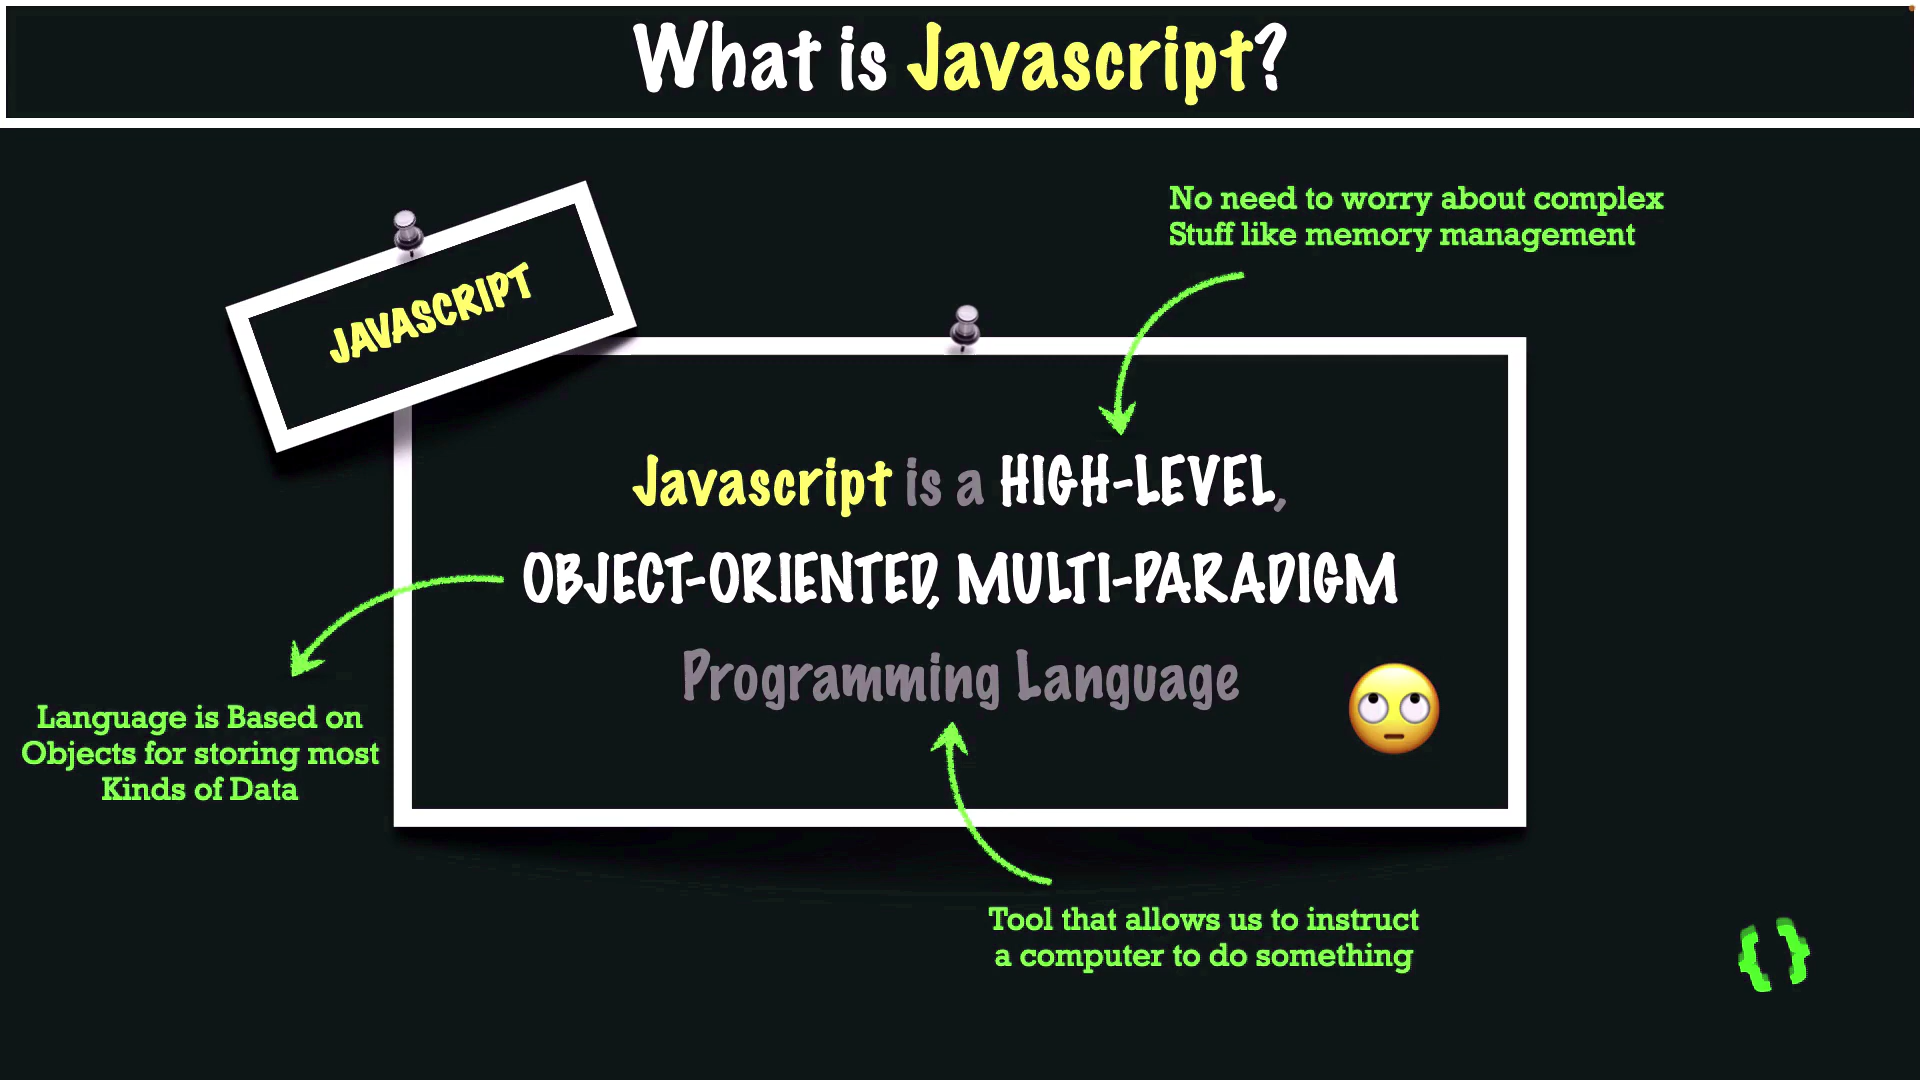 What is Javascript?
No need to worry about complex
Stuff like memory management
JAVASCRIPT
Javascript is a HIGH-LEVEL,
OBJECT-ORIENTED, MULTI-PARADIGM
Programming Language
Language is Based on
Objects for storing most
Kinds of Data
Tool that allows us to instruct
a computer to do something
{ }